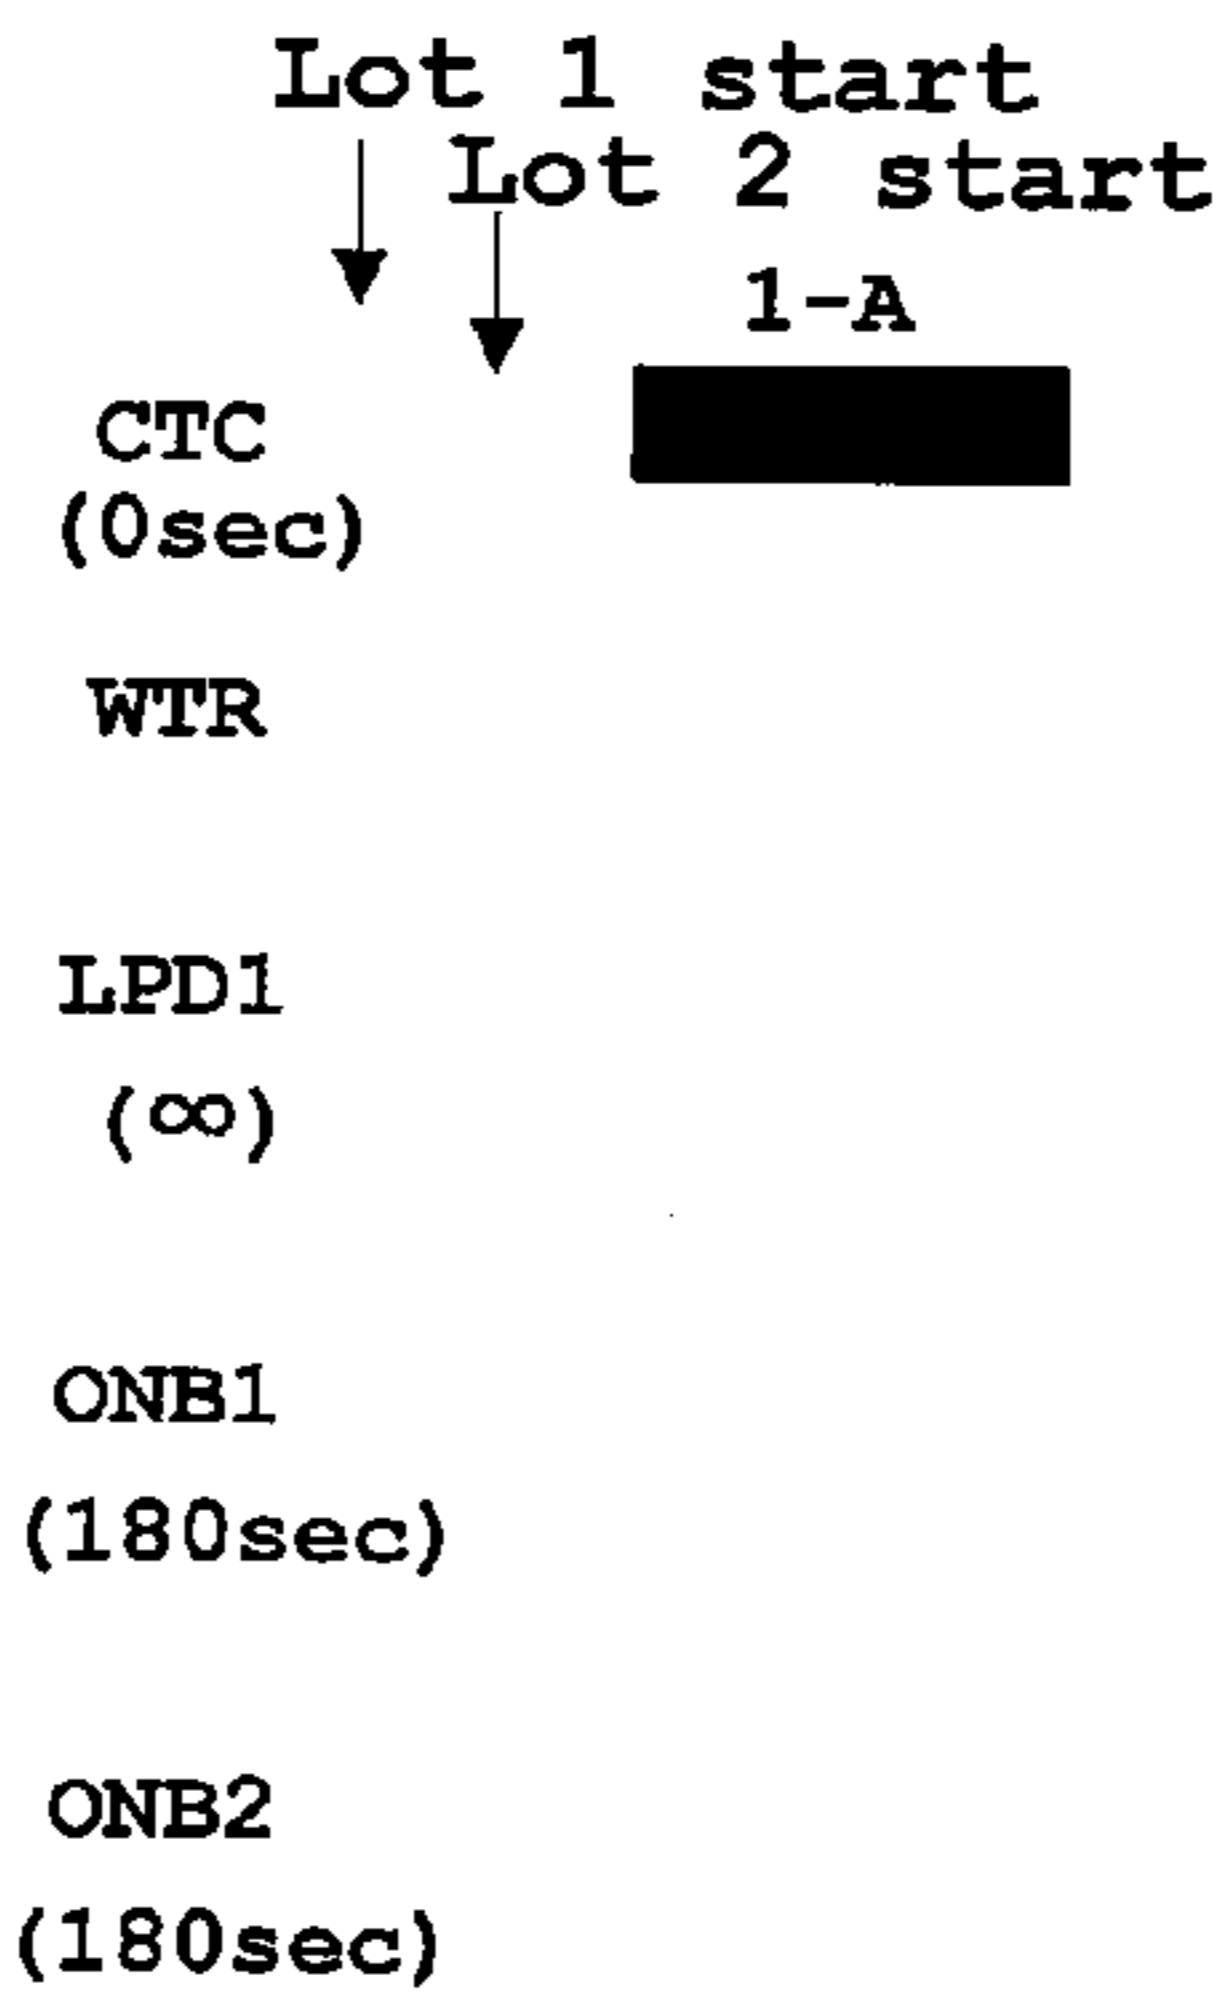 Lot 1 start
Lot 2 start
1-A
CTC
(0sec)
WTR
LPD1
(∞)
ONB1
(180sec)
ONB2
(180sec)